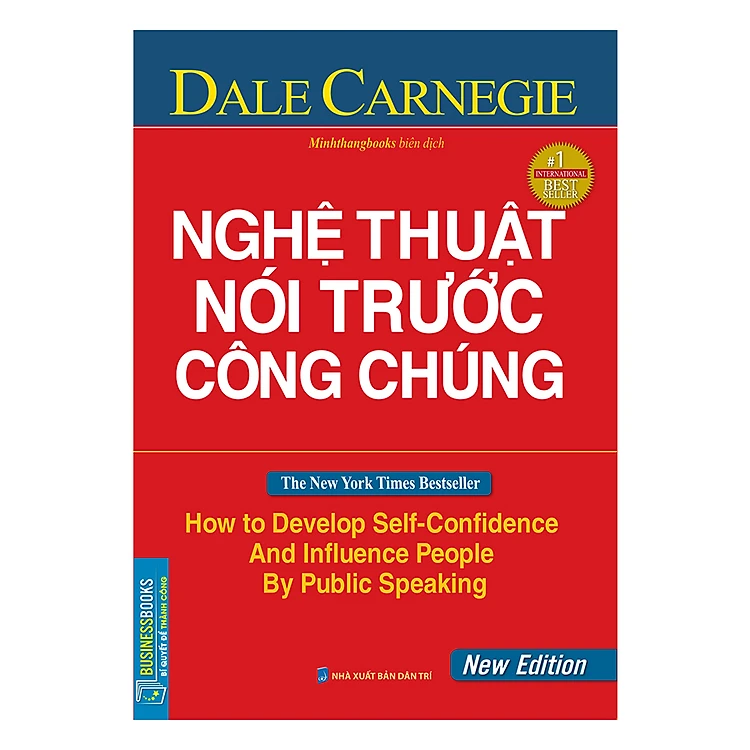 DALE CARNEGIE
Minhthangbooks biên dịch
#1
INTERNATIONAL
BEST
SELLER
NGHỆ THUẬT
NÓI TRƯỚC
CÔNG CHÚNG
The New York Times Bestseller
How to Develop Self-Confidence
And Influence People
By Public Speaking
BUSINESSBOOKS
BÍ QUYẾT ĐỂ THÀNH CÔNG
NHÀ XUẤT BẢN DÂN TRÍ
New Edition